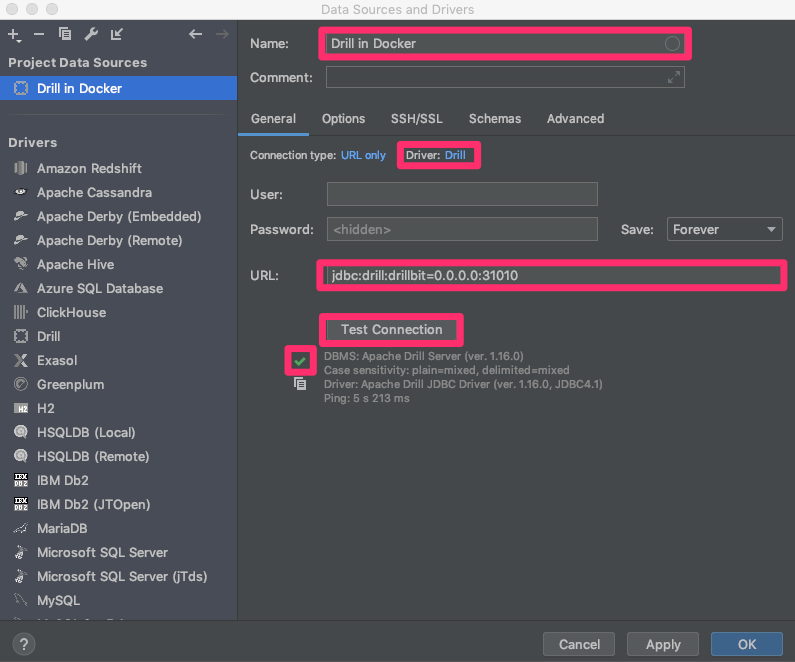 Data Sources and Drivers
Project Data Sources
Drill in Docker
Drivers
Amazon Redshift
Apache Cassandra
Apache Derby (Embedded)
Apache Derby (Remote)
Apache Hive
Azure SQL Database
ClickHouse
Drill
Exasol
Greenplum
H2
H2
HSQLDB (Local)
HSQLDB (Remote)
IBM DB2
IBM Db2
IBM DB2
IBM Db2 (JTOpen)
MariaDB
Microsoft SQL Server
Microsoft SQL Server (jTds)
MySQL
Name: Drill in Docker
Comment:
General Options SSH/SSL Schemas Advanced
Connection type: URL only Driver: Drill
User:
Password: <hidden> Save: Forever
URL: jdbc:drill:drillbit=0.0.0.0:31010
Test Connection
DBMS: Apache Drill Server (ver. 1.16.0)
Case sensitivity: plain=mixed, delimited=mixed
Driver: Apache Drill JDBC Driver (ver. 1.16.0, JDBC4.1)
Ping: 5 s 213 ms
? Cancel Apply OK